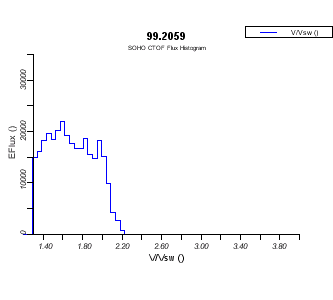 V/Vsw ()
99.2059
SOHO CTOF Flux Histogram
EFlux ()
30000
20000
10000
0
1.40 1.80 2.20 2.60 3.00 3.40 3.80
V/Vsw ()